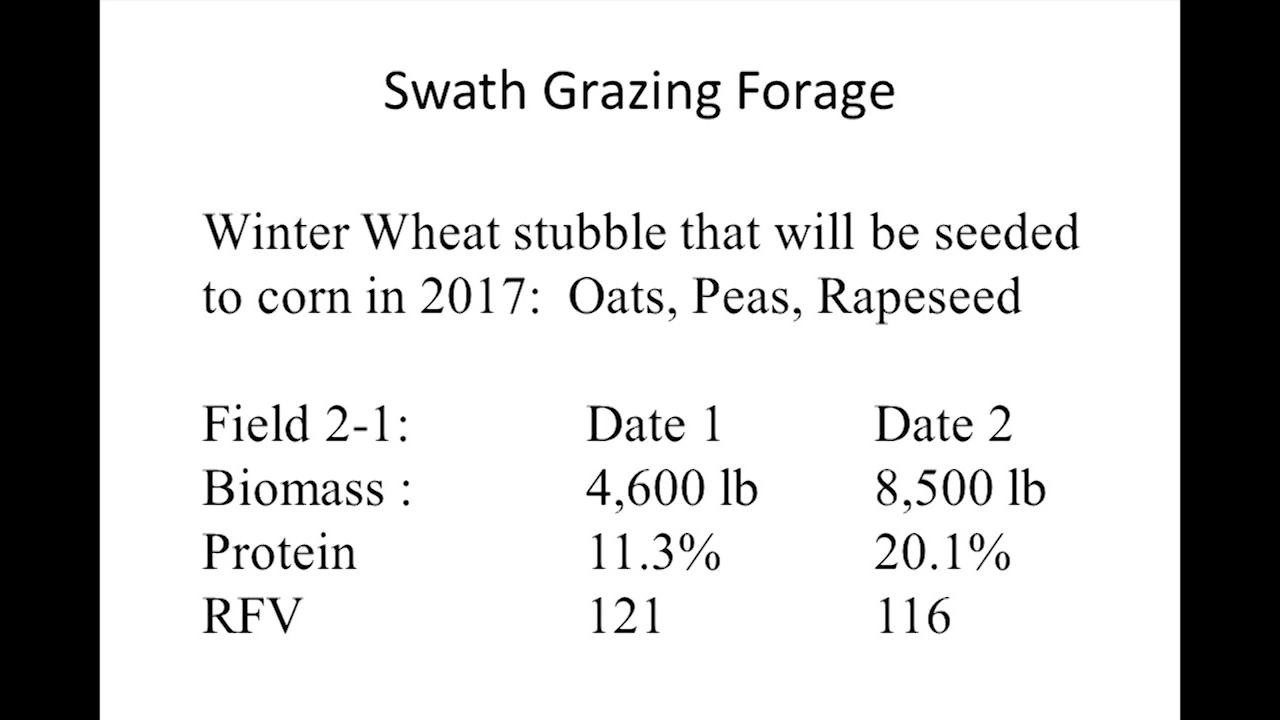 Swath Grazing Forage
Winter Wheat stubble that will be seeded
to corn in 2017: Oats, Peas, Rapeseed
Field 2-1: Date 1 Date 2
Biomass : 4,600 lb 8,500 lb
Protein 11.3% 20.1%
RFV 121 116